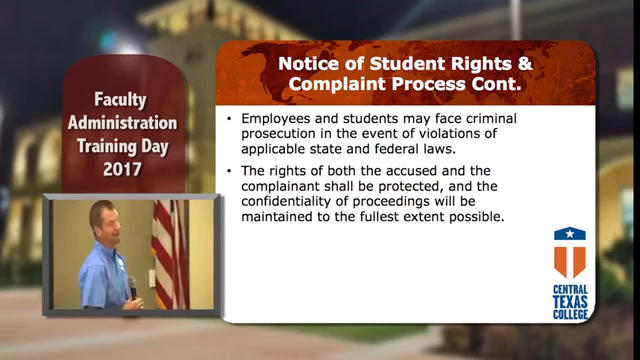 Faculty
Administration
Training Day
2017
Notice of Student Rights &
Complaint Process Cont.
• Employees and students may face criminal
prosecution in the event of violations of
applicable state and federal laws.
• The rights of both the accused and the
complainant shall be protected, and the
confidentiality of proceedings will be
maintained to the fullest extent possible.
CENTRAL
TEXAS
COLLEGE